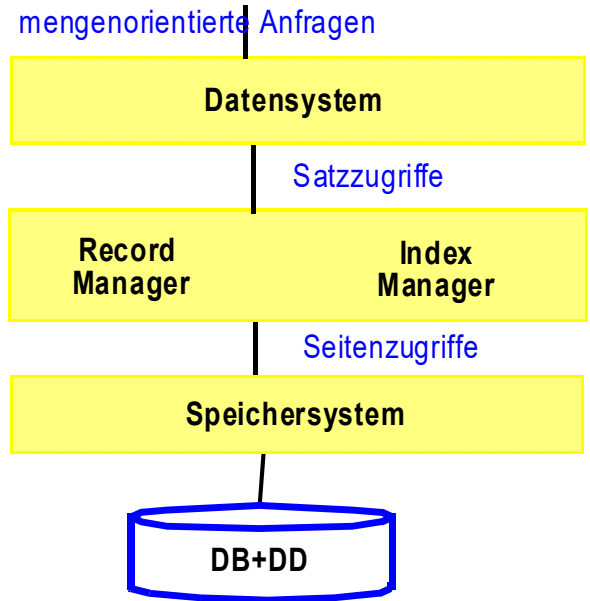 mengenorientierte Anfragen
Datensystem
Satzzugriffe
Record
Manager
Index
Manager
Seitenzugriffe
Speichersystem
DB+DD